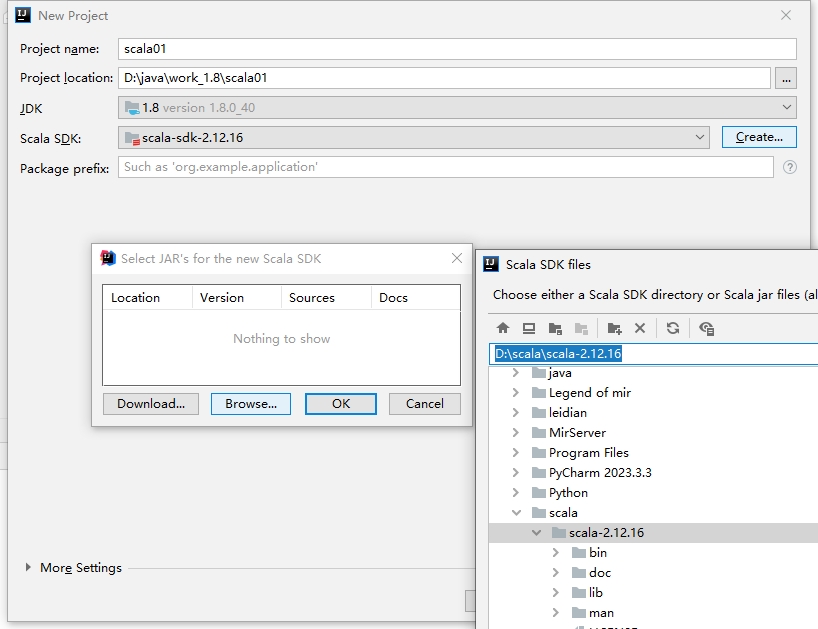 New Project
Project name: scala01
Project location: D:\java\work_1.8\scala01 ...
JDK 1.8 version 1.8.0_40
Scala SDK: scala-sdk-2.12.16 Create...
Package prefix: Such as 'org.example.application' ?
Select JAR's for the new Scala SDK
Location Version Sources Docs
Nothing to show
Download... Browse... OK Cancel
Scala SDK files
Choose either a Scala SDK directory or Scala jar files (al
D:\scala\scala-2.12.16
java
Legend of mir
leidian
MirServer
Program Files
PyCharm 2023.3.3
Python
scala
scala-2.12.16
bin
doc
lib
man
More Settings